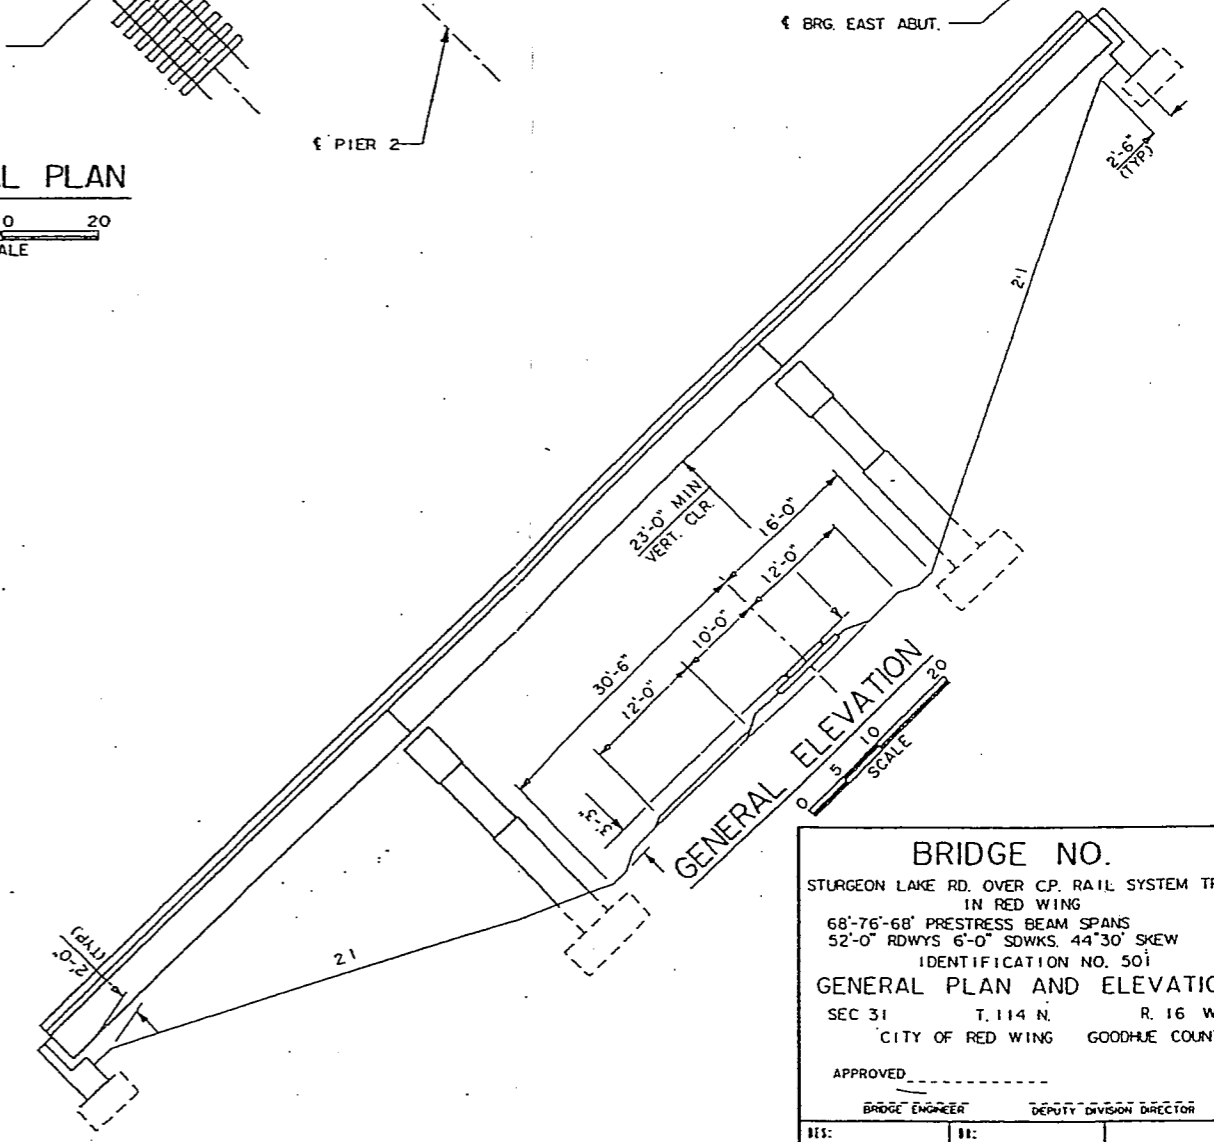 ℄ BRG. EAST ABUT.
℄ PIER 2
L PLAN
0 20
ALE
2'-6"
(TYP)
2:1
23'-0" MIN.
VERT. CLR.
16'-0"
12'-0"
10'-0"
30'-6"
12'-0"
3'-3"
GENERAL ELEVATION
0 5 10 20
SCALE
2'-0" (TYP)
2:1
BRIDGE NO.
STURGEON LAKE RD. OVER C.P. RAIL SYSTEM TR
IN RED WING
68'-76'-68' PRESTRESS BEAM SPANS
52'-0" RDWYS 6'-0" SDWKS. 44°30' SKEW
IDENTIFICATION NO. 501
GENERAL PLAN AND ELEVATIO
SEC 31 T. 114 N. R. 16 W
CITY OF RED WING GOODHUE COUN
APPROVED
BRIDGE ENGINEER DEPUTY DIVISION DIRECTOR
DES: DR: